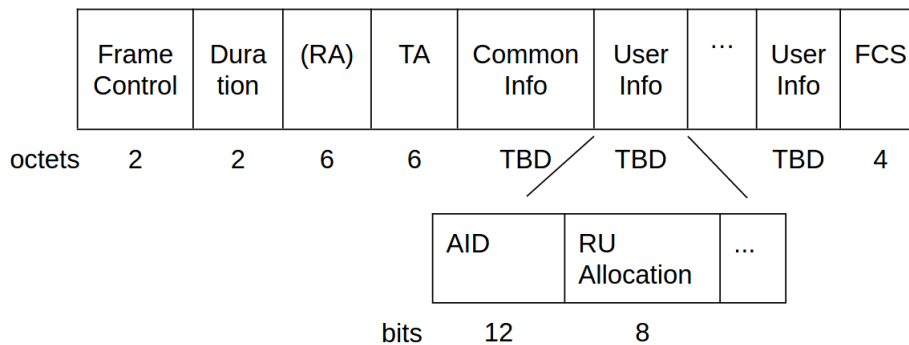 Frame Control
Dura tion
(RA)
TA
Common Info
User Info
...
User Info
FCS
octets 2 2 6 6 TBD TBD TBD 4
AID
RU Allocation
...
bits 12 8